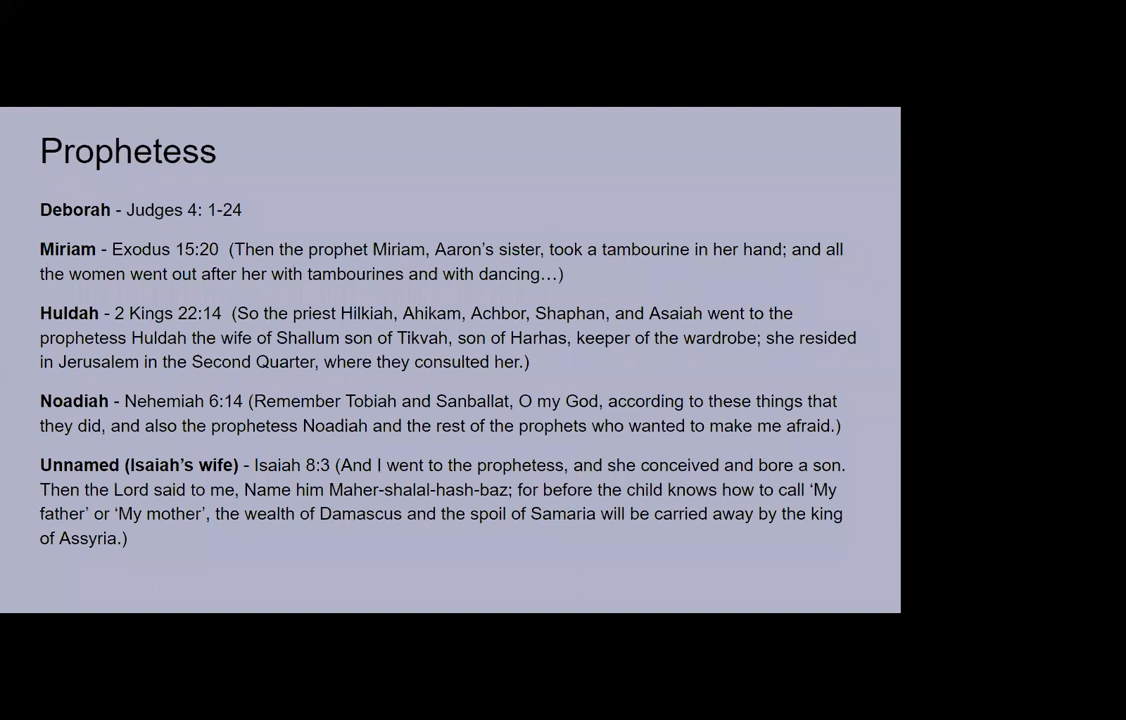 Prophetess
Deborah - Judges 4: 1-24
Miriam - Exodus 15:20  (Then the prophet Miriam, Aaron’s sister, took a tambourine in her hand; and all
the women went out after her with tambourines and with dancing…)
Huldah - 2 Kings 22:14  (So the priest Hilkiah, Ahikam, Achbor, Shaphan, and Asaiah went to the
prophetess Huldah the wife of Shallum son of Tikvah, son of Harhas, keeper of the wardrobe; she resided
in Jerusalem in the Second Quarter, where they consulted her.)
Noadiah - Nehemiah 6:14 (Remember Tobiah and Sanballat, O my God, according to these things that
they did, and also the prophetess Noadiah and the rest of the prophets who wanted to make me afraid.)
Unnamed (Isaiah’s wife) - Isaiah 8:3 (And I went to the prophetess, and she conceived and bore a son.
Then the Lord said to me, Name him Maher-shalal-hash-baz; for before the child knows how to call ‘My
father’ or ‘My mother’, the wealth of Damascus and the spoil of Samaria will be carried away by the king
of Assyria.)